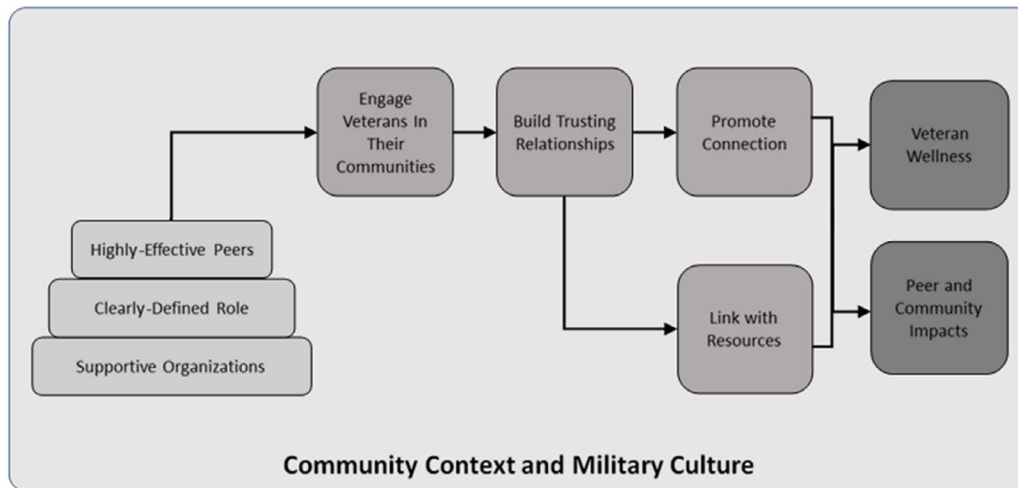 Engage
Veterans In
Their
Communities
Build Trusting
Relationships
Promote
Connection
Veteran
Wellness
Highly-Effective Peers
Clearly-Defined Role
Supportive Organizations
Link with
Resources
Peer and
Community
Impacts
Community Context and Military Culture